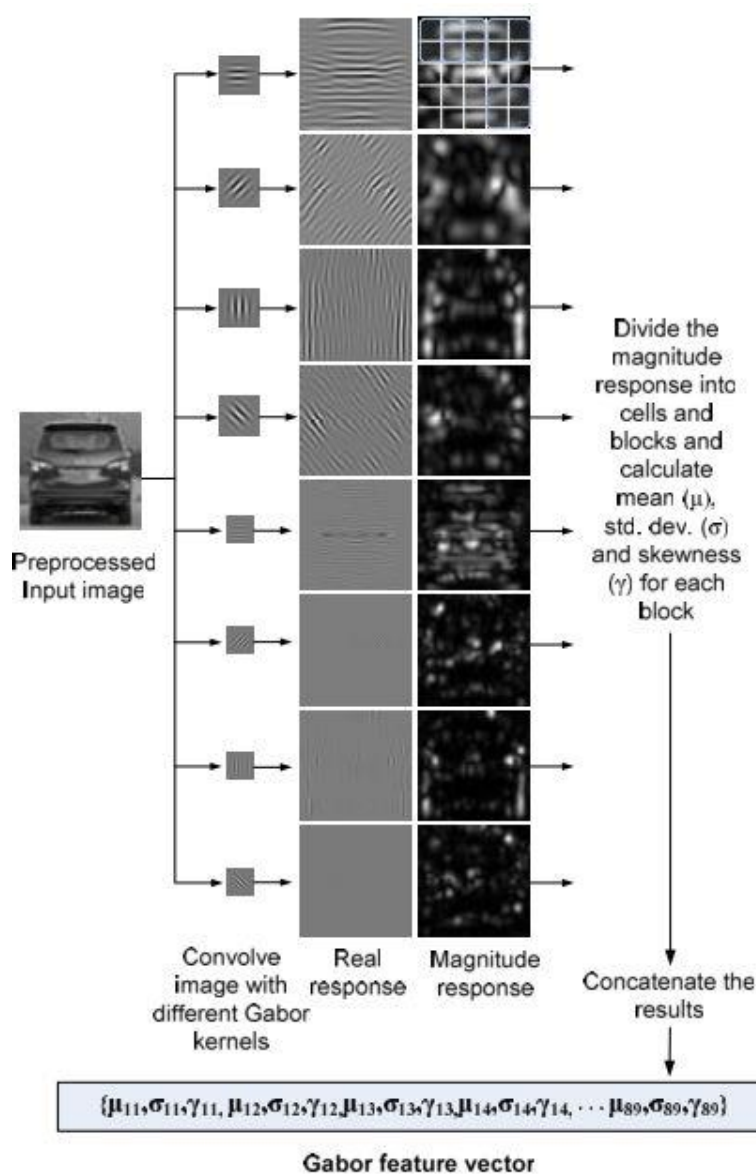 Preprocessed
Input image
Convolve
image with
different Gabor
kernels
Real
response
Magnitude
response
Divide the
magnitude
response into
cells and
blocks and
calculate
mean (μ),
std. dev. (σ)
and skewness
(γ) for each
block
Concatenate the
results
{μ₁₁,σ₁₁,γ₁₁, μ₁₂,σ₁₂,γ₁₂,μ₁₃,σ₁₃,γ₁₃,μ₁₄,σ₁₄,γ₁₄, ⋯ μ₈₉,σ₈₉,γ₈₉}
Gabor feature vector